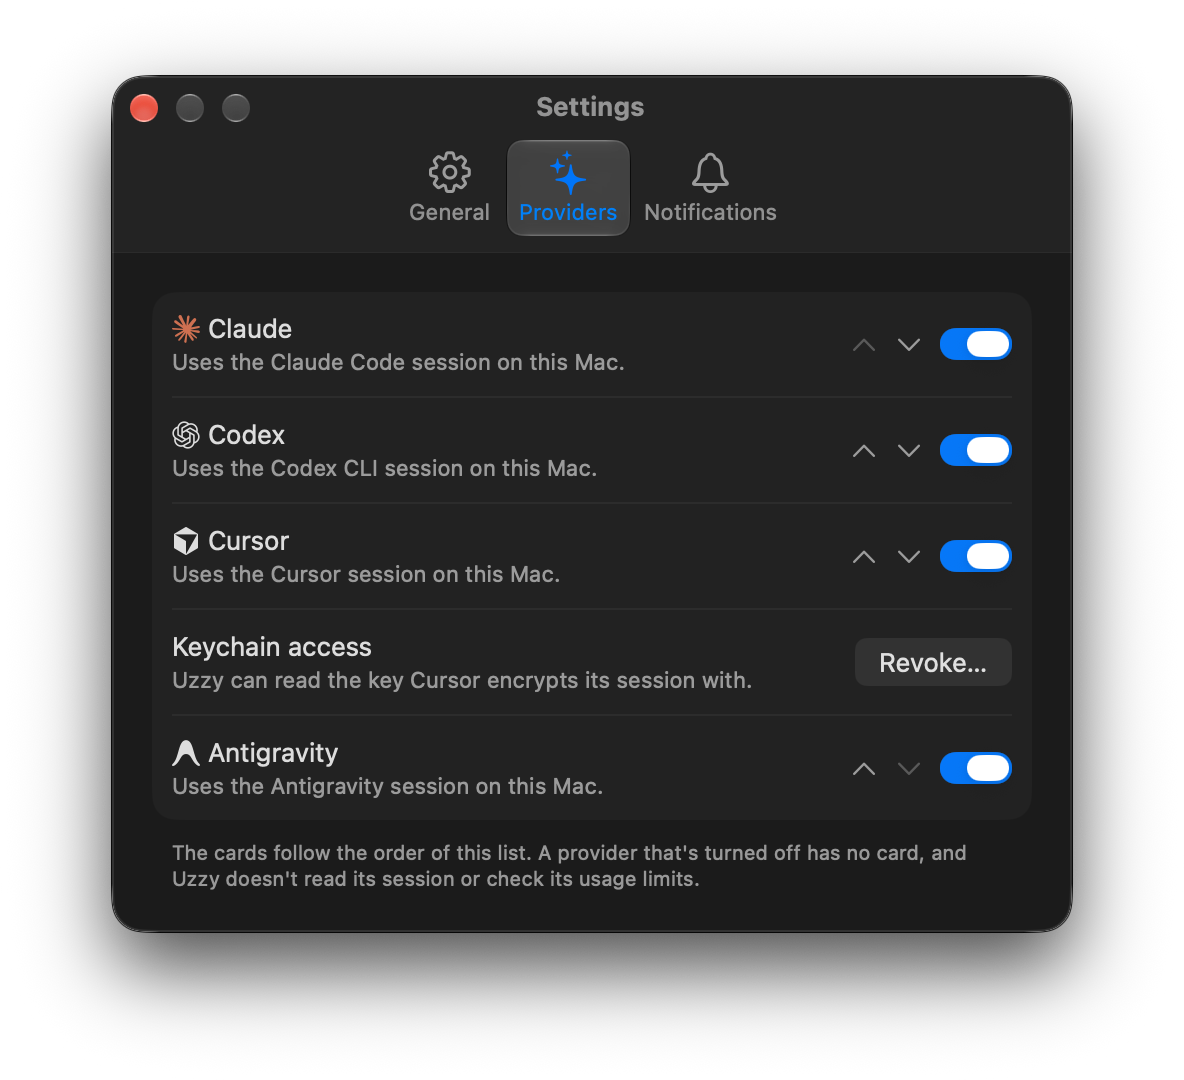 Settings
General
Providers
Notifications
Claude
Uses the Claude Code session on this Mac.
Codex
Uses the Codex CLI session on this Mac.
Cursor
Uses the Cursor session on this Mac.
Keychain access
Uzzy can read the key Cursor encrypts its session with.
Revoke...
Antigravity
Uses the Antigravity session on this Mac.
The cards follow the order of this list. A provider that's turned off has no card, and
Uzzy doesn't read its session or check its usage limits.